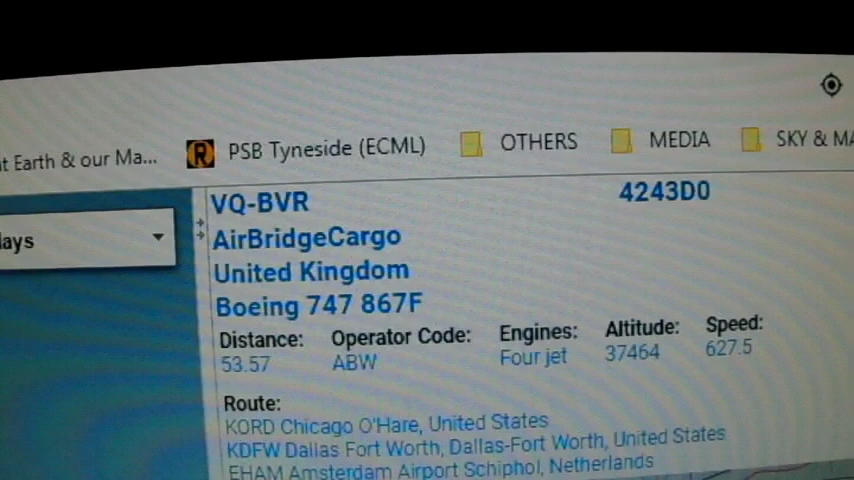 t Earth & our Ma... R PSB Tyneside (ECML) OTHERS MEDIA SKY & MA
lays
VQ-BVR 4243D0
AirBridgeCargo
United Kingdom
Boeing 747 867F
Distance: Operator Code: Engines: Altitude: Speed:
53.57 ABW Four jet 37464 627.5
Route:
KORD Chicago O'Hare, United States
KDFW Dallas Fort Worth, Dallas-Fort Worth, United States
EHAM Amsterdam Airport Schiphol, Netherlands